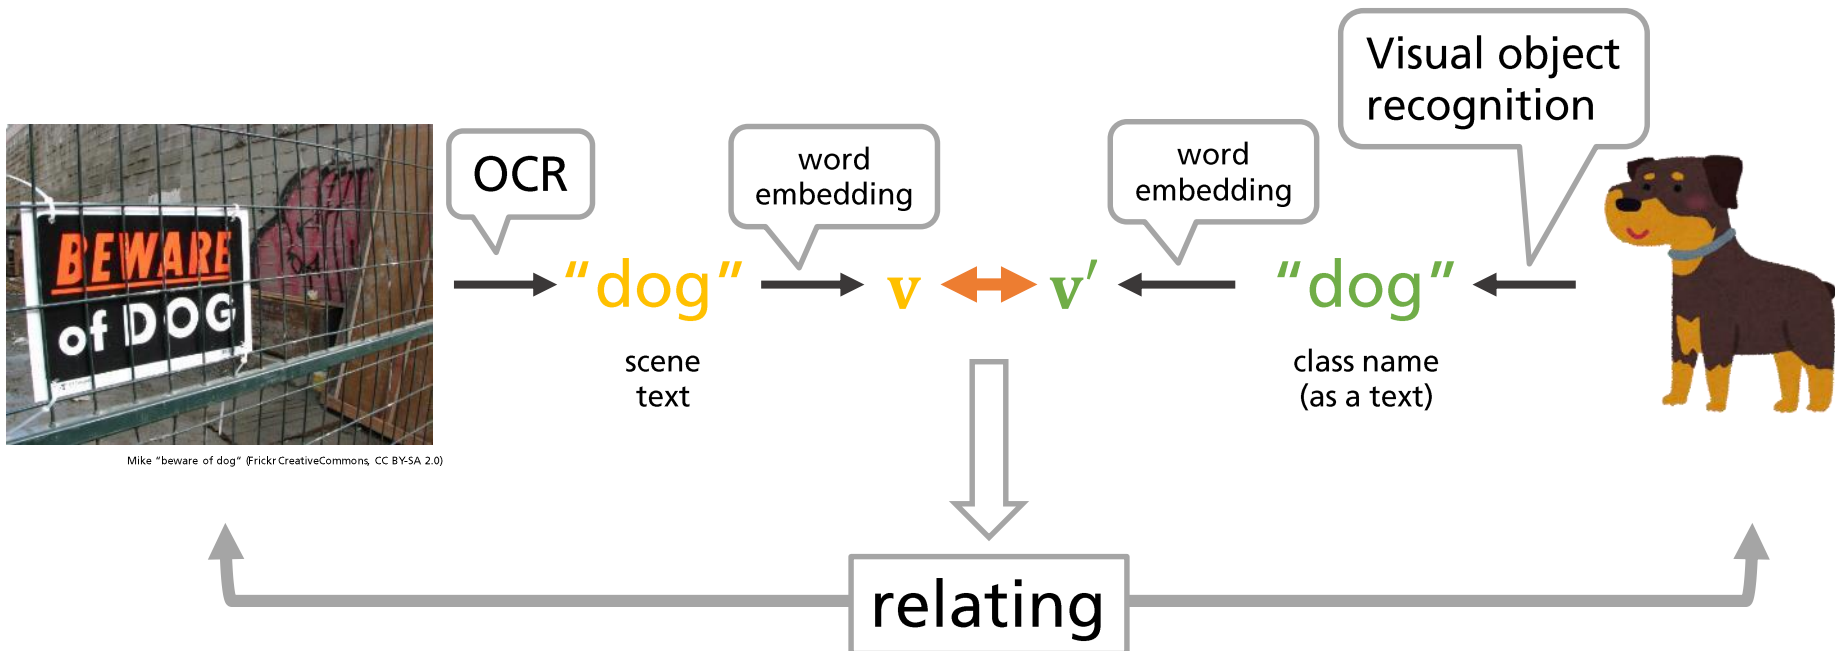 Visual object
recognition
OCR
word
embedding
word
embedding
BEWARE
of DOG
“dog”
v
v′
“dog”
scene
text
class name
(as a text)
Mike “beware of dog” (Frickr CreativeCommons, CC BY-SA 2.0)
relating